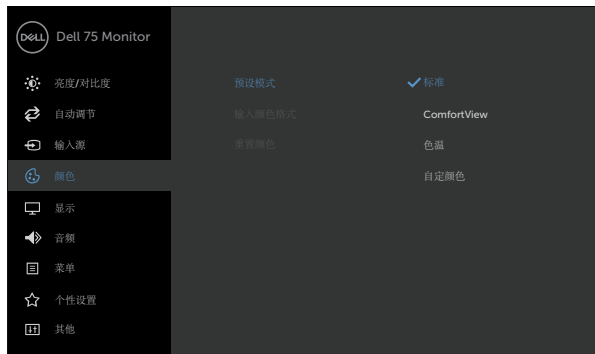 DELL Dell 75 Monitor
亮度/对比度 预设模式 标准
自动调节 输入颜色格式 ComfortView
输入源 重置颜色 色温
颜色 自定颜色
显示
音频
菜单
个性设置
其他